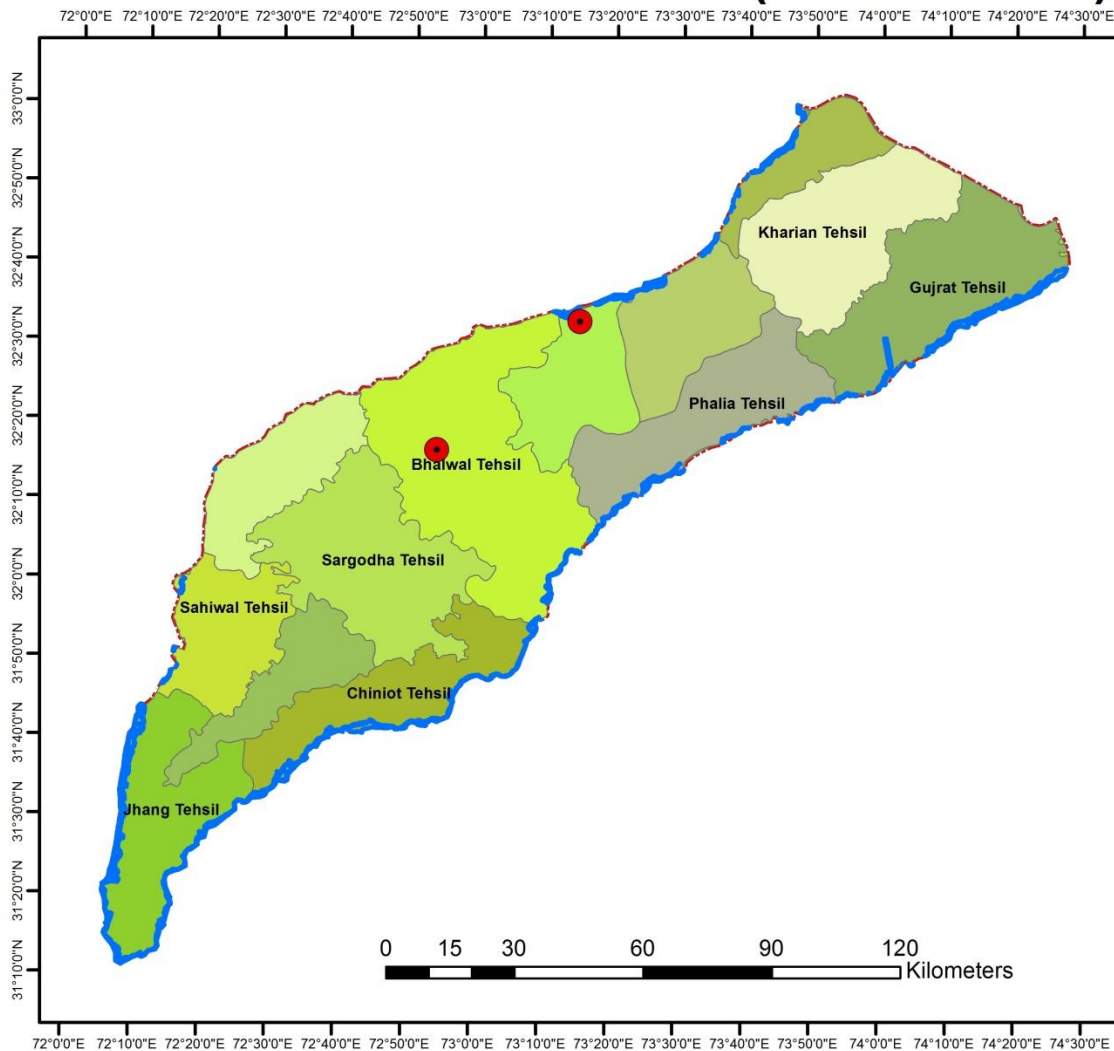 72°0'0"E 72°10'0"E 72°20'0"E 72°30'0"E 72°40'0"E 72°50'0"E 73°0'0"E 73°10'0"E 73°20'0"E 73°30'0"E 73°40'0"E 73°50'0"E 74°0'0"E 74°10'0"E 74°20'0"E 74°30'0"E
33°0'0"N
32°50'0"N
Kharian Tehsil
32°40'0"N
Gujrat Tehsil
32°30'0"N
Phalia Tehsil
32°20'0"N
Bhalwal Tehsil
32°10'0"N
Sargodha Tehsil
32°0'0"N
Sahiwal Tehsil
31°50'0"N
Chiniot Tehsil
31°40'0"N
Jhang Tehsil
31°30'0"N
31°20'0"N
0 15 30 60 90 120
Kilometers
31°10'0"N
72°0'0"E 72°10'0"E 72°20'0"E 72°30'0"E 72°40'0"E 72°50'0"E 73°0'0"E 73°10'0"E 73°20'0"E 73°30'0"E 73°40'0"E 73°50'0"E 74°0'0"E 74°10'0"E 74°20'0"E 74°30'0"E